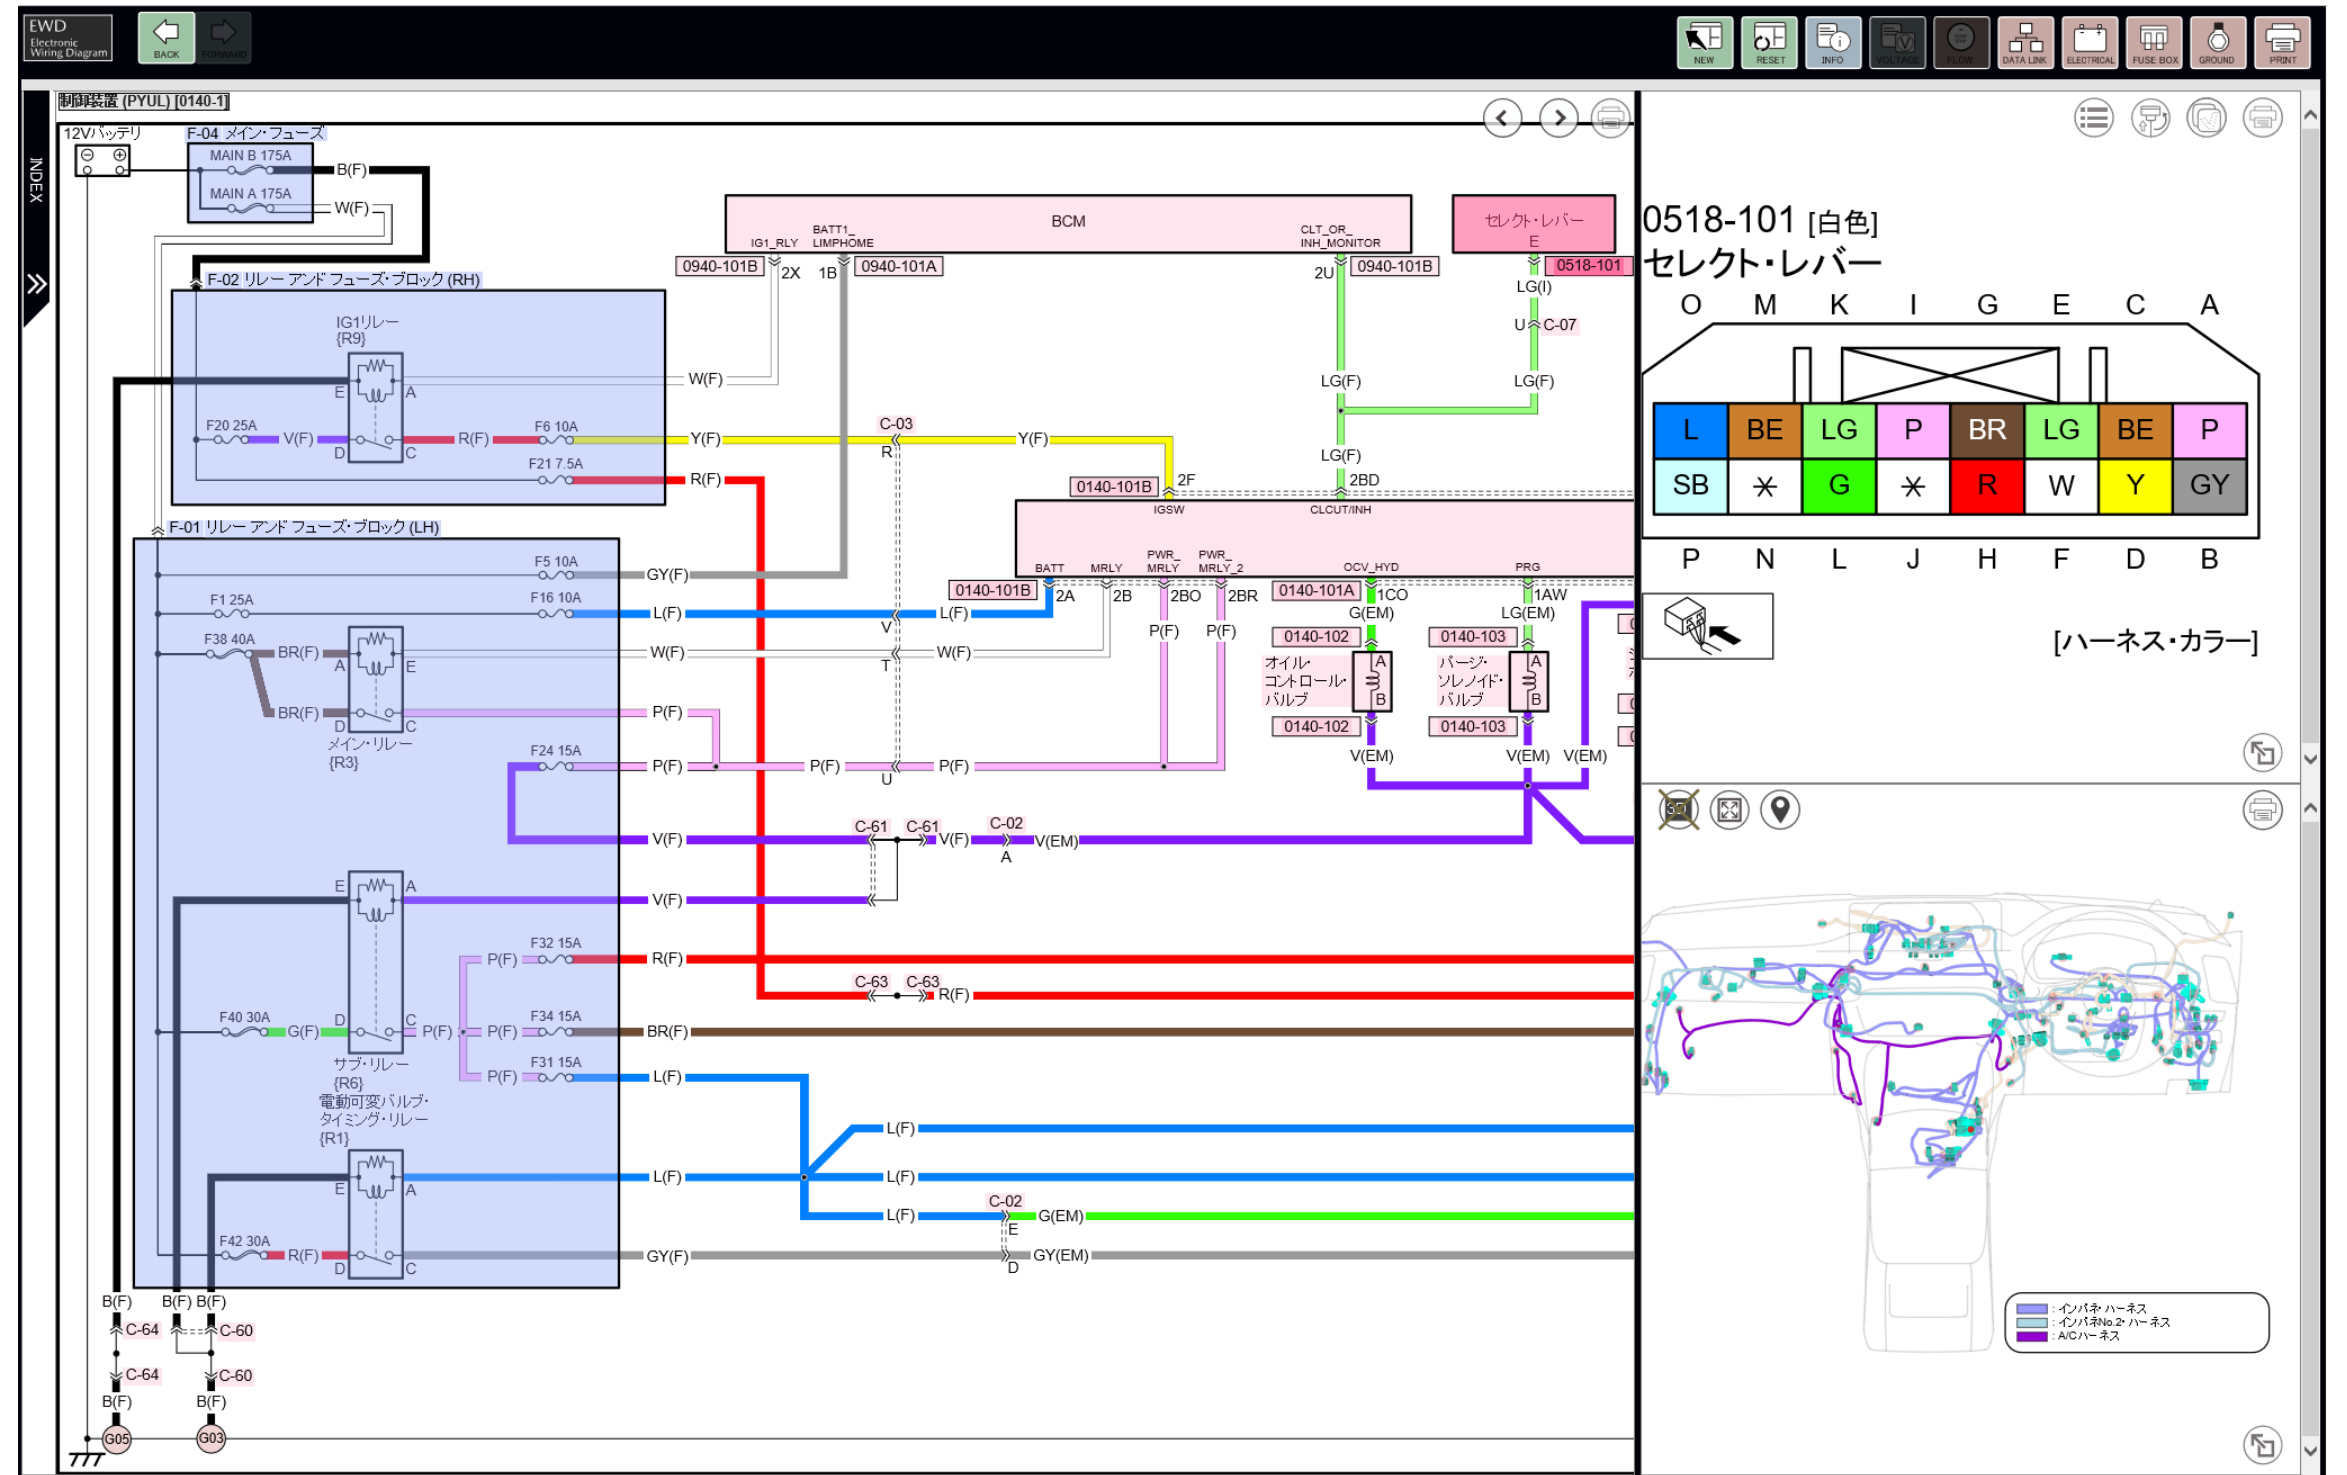 EWD
Electronic
Wiring Diagram
BACK
FORWARD
NEW
RESET
INFO
VOLTAGE
FLOW
DATA LINK
ELECTRICAL
FUSE BOX
GROUND
PRINT
INDEX
制御装置 (PYUL) [0140-1]
12Vバッテリ
F-04 メイン・フューズ
MAIN B 175A
B(F)
MAIN A 175A
W(F)
BCM
IG1_RLY
BATT1_
LIMPHOME
CLT_OR_
INH_MONITOR
0940-101B
2X
1B
0940-101A
2U
0940-101B
セレクト・レバー
E
0518-101
LG(I)
U
C-07
LG(F)
LG(F)
LG(F)
F-02 リレー アンド フューズ・ブロック (RH)
IG1リレー
{R9}
E
A
W(F)
F20 25A
V(F)
D
C
R(F)
F6 10A
Y(F)
C-03
R
Y(F)
F21 7.5A
R(F)
0140-101B
2F
2BD
IGSW
CLCUT/INH
F-01 リレー アンド フューズ・ブロック (LH)
F5 10A
GY(F)
BATT
MRLY
PWR_
MRLY
PWR_
MRLY_2
OCV_HYD
PRG
0140-101B
2A
2B
2BO
2BR
0140-101A
1CO
1AW
G(EM)
LG(EM)
F1 25A
F16 10A
L(F)
V
L(F)
P(F)
P(F)
0140-102
0140-103
F38 40A
BR(F)
A
E
W(F)
T
W(F)
オイル・
コントロール・
バルブ
A
B
パージ・
ソレノイド・
バルブ
A
B
BR(F)
D
C
P(F)
0140-102
0140-103
メイン・リレー
{R3}
F24 15A
P(F)
P(F)
U
P(F)
V(EM)
V(EM)
V(EM)
V(F)
C-61
C-61
V(F)
C-02
A
V(EM)
E
A
V(F)
F32 15A
P(F)
R(F)
C-63
C-63
R(F)
F40 30A
G(F)
D
C
P(F)
P(F)
F34 15A
BR(F)
サブ・リレー
{R6}
P(F)
F31 15A
L(F)
電動可変バルブ・
タイミング・リレー
{R1}
L(F)
E
A
L(F)
L(F)
L(F)
C-02
E
G(EM)
F42 30A
R(F)
D
C
GY(F)
D
GY(EM)
B(F)
B(F)
B(F)
C-64
C-60
C-64
C-60
B(F)
B(F)
G05
G03
0518-101 [白色]
セレクト・レバー
O M K I G E C A
L BE LG P BR LG BE P
SB * G * R W Y GY
P N L J H F D B
[ハーネス・カラー]
3D
: インパネ・ハーネス
: インパネNo.2・ハーネス
: A/Cハーネス